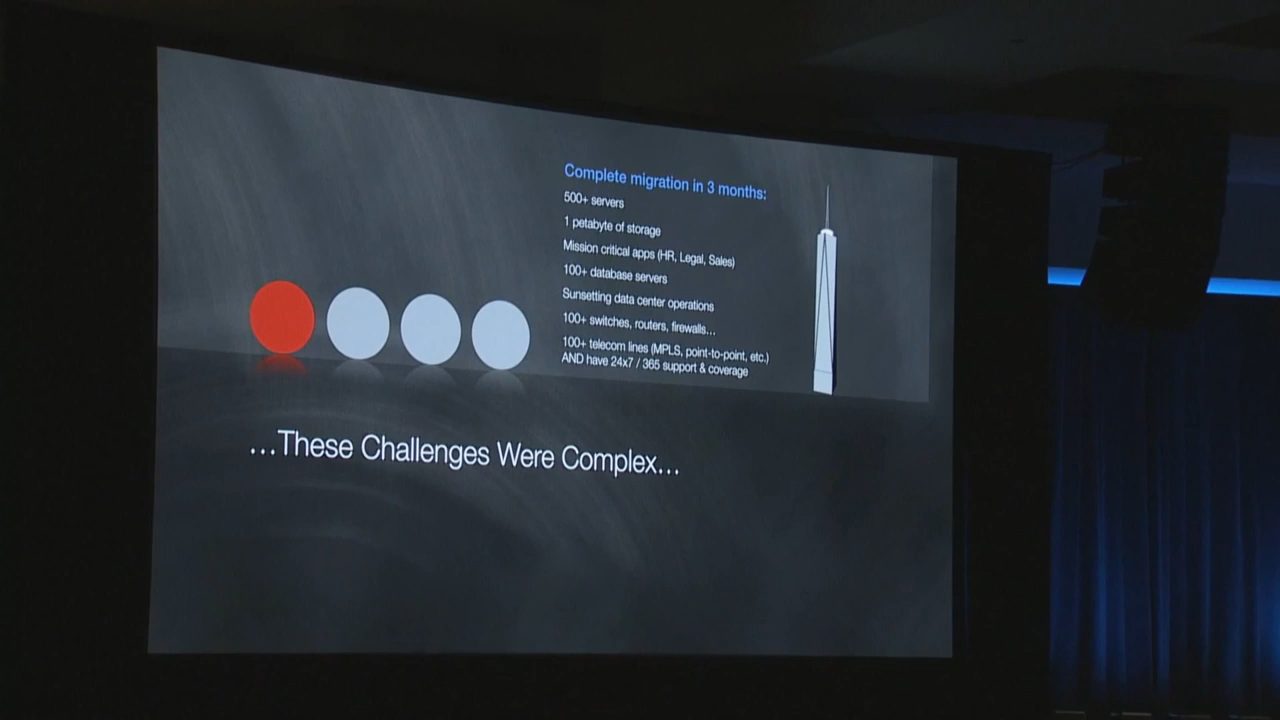 Complete migration in 3 months:
500+ servers
1 petabyte of storage
Mission critical apps (HR, Legal, Sales)
100+ database servers
Sunsetting data center operations
100+ switches, routers, firewalls...
100+ telecom lines (MPLS, point-to-point, etc.)
AND have 24x7 / 365 support & coverage
...These Challenges Were Complex...